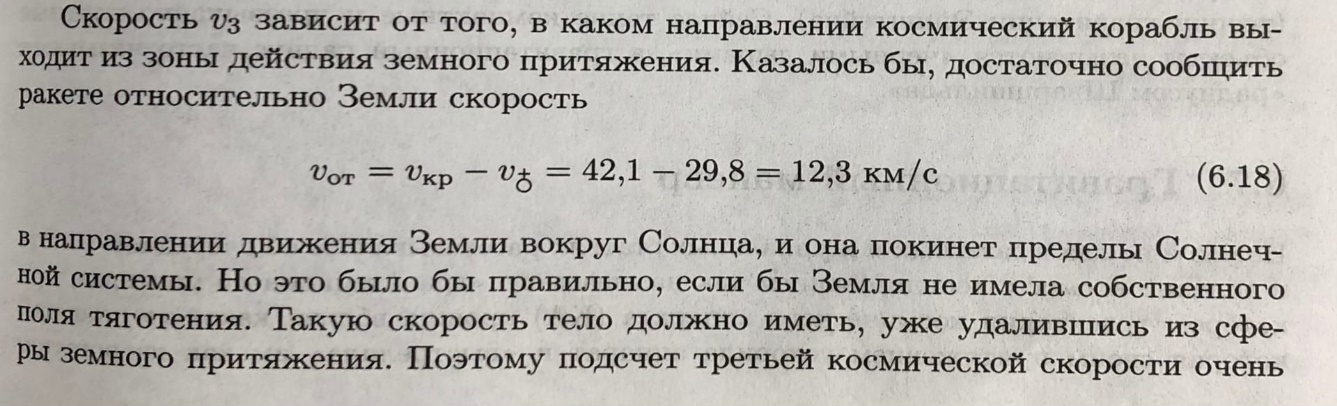 Скорость v₃ зависит от того, в каком направлении космический корабль вы-
ходит из зоны действия земного притяжения. Казалось бы, достаточно сообщить
ракете относительно Земли скорость
v_от = v_кр − v_♁ = 42,1 − 29,8 = 12,3 км/с (6.18)
в направлении движения Земли вокруг Солнца, и она покинет пределы Солнеч-
ной системы. Но это было бы правильно, если бы Земля не имела собственного
поля тяготения. Такую скорость тело должно иметь, уже удалившись из сфе-
ры земного притяжения. Поэтому подсчет третьей космической скорости очень